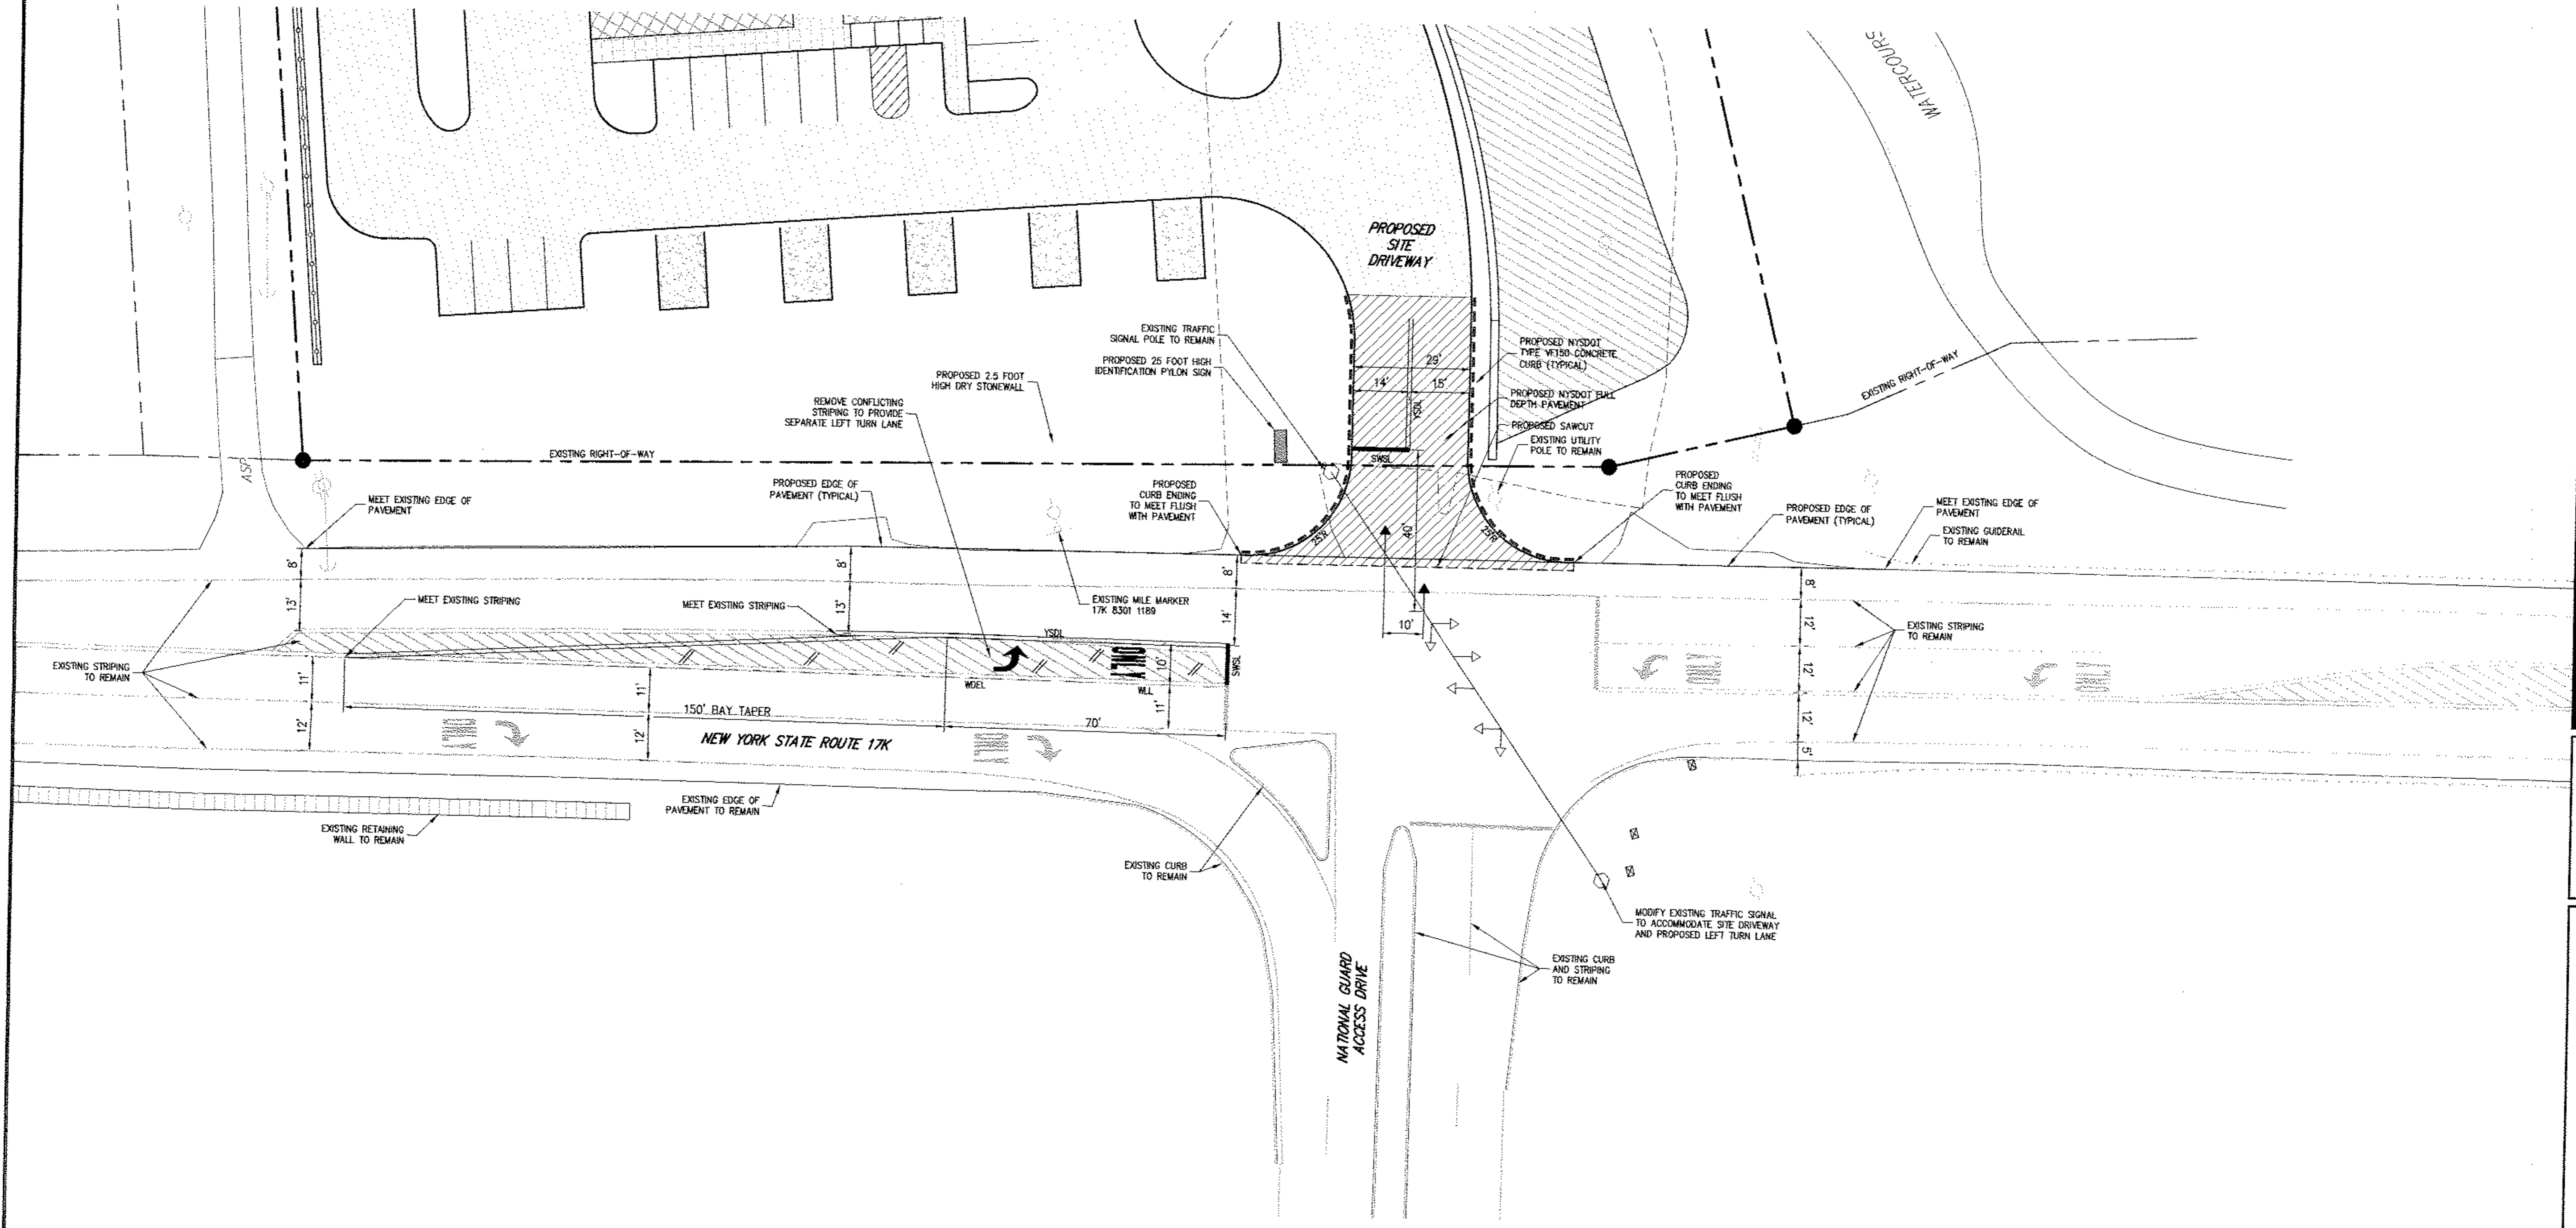 WATERCOURS
PROPOSED
SITE
DRIVEWAY
EXISTING TRAFFIC
SIGNAL POLE TO REMAIN
PROPOSED 25 FOOT HIGH
IDENTIFICATION PYLON SIGN
PROPOSED 2.5 FOOT
HIGH DRY STONEWALL
REMOVE CONFLICTING
STRIPING TO PROVIDE
SEPARATE LEFT TURN LANE
29'
14'
15'
YSDL
PROPOSED NYSDOT
TYPE VF150 CONCRETE
CURB (TYPICAL)
PROPOSED NYSDOT FULL
DEPTH PAVEMENT
PROPOSED SAWCUT
EXISTING UTILITY
POLE TO REMAIN
EXISTING RIGHT-OF-WAY
EXISTING RIGHT-OF-WAY
SWSL
ASP
MEET EXISTING EDGE OF
PAVEMENT
PROPOSED EDGE OF
PAVEMENT (TYPICAL)
PROPOSED
CURB ENDING
TO MEET FLUSH
WITH PAVEMENT
PROPOSED
CURB ENDING
TO MEET FLUSH
WITH PAVEMENT
PROPOSED EDGE OF
PAVEMENT (TYPICAL)
MEET EXISTING EDGE OF
PAVEMENT
EXISTING GUIDERAIL
TO REMAIN
40'
25'R
8'
8'
8'
8'
13'
13'
14'
10'
MEET EXISTING STRIPING
MEET EXISTING STRIPING
EXISTING MILE MARKER
17K 8301 1189
YSDL
EXISTING STRIPING
TO REMAIN
EXISTING STRIPING
TO REMAIN
ONLY
10'
SWSL
WDEL
WLL
11'
11'
11'
12'
12'
12'
12'
12'
5'
150' BAY TAPER
70'
NEW YORK STATE ROUTE 17K
ONLY
ONLY
ONLY
ONLY
EXISTING EDGE OF
PAVEMENT TO REMAIN
EXISTING RETAINING
WALL TO REMAIN
EXISTING CURB
TO REMAIN
MODIFY EXISTING TRAFFIC SIGNAL
TO ACCOMMODATE SITE DRIVEWAY
AND PROPOSED LEFT TURN LANE
EXISTING CURB
AND STRIPING
TO REMAIN
NATIONAL GUARD
ACCESS DRIVE